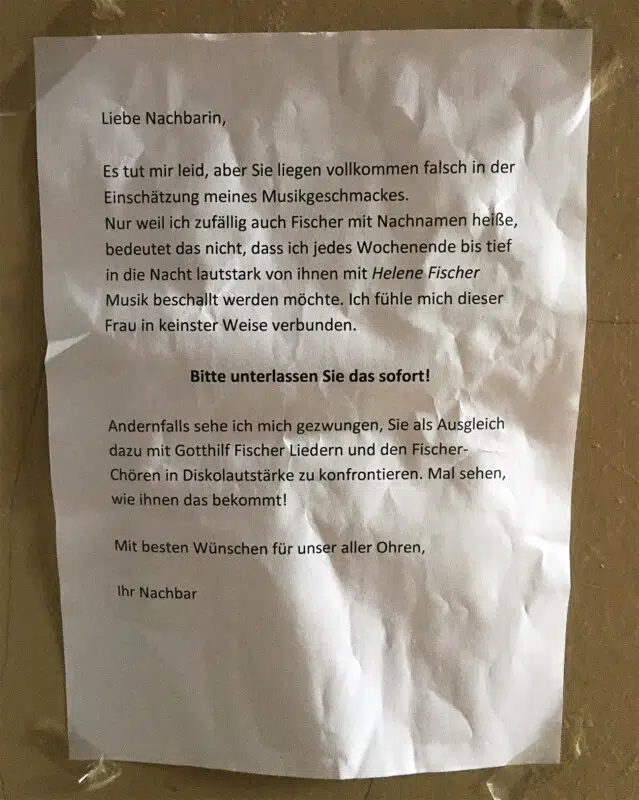 Liebe Nachbarin,
Es tut mir leid, aber Sie liegen vollkommen falsch in der
Einschätzung meines Musikgeschmackes.
Nur weil ich zufällig auch Fischer mit Nachnamen heiße,
bedeutet das nicht, dass ich jedes Wochenende bis tief
in die Nacht lautstark von ihnen mit Helene Fischer
Musik beschallt werden möchte. Ich fühle mich dieser
Frau in keinster Weise verbunden.
Bitte unterlassen Sie das sofort!
Andernfalls sehe ich mich gezwungen, Sie als Ausgleich
dazu mit Gotthilf Fischer Liedern und den Fischer-
Chören in Diskolautstärke zu konfrontieren. Mal sehen,
wie ihnen das bekommt!
Mit besten Wünschen für unser aller Ohren,
Ihr Nachbar